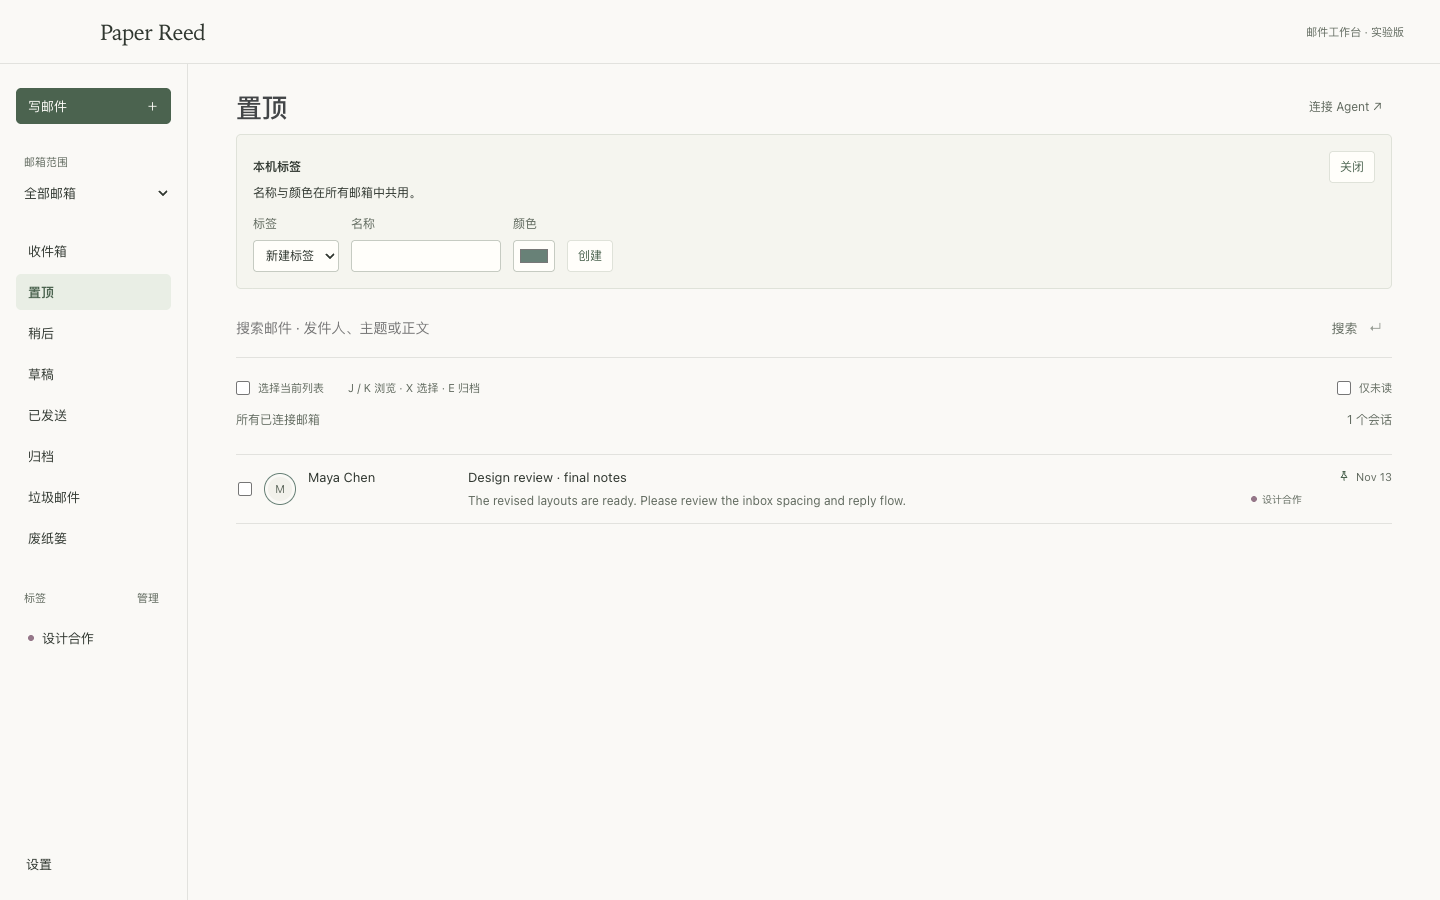 Paper Reed
邮件工作台 · 实验版
写邮件 +
邮箱范围
全部邮箱
收件箱
置顶
稍后
草稿
已发送
归档
垃圾邮件
废纸篓
标签 管理
设计合作
设置
置顶
连接 Agent ↗
本机标签
关闭
名称与颜色在所有邮箱中共用。
标签 名称 颜色
新建标签 创建
搜索邮件 · 发件人、主题或正文
搜索 ↵
选择当前列表 J / K 浏览 · X 选择 · E 归档
仅未读
所有已连接邮箱
1 个会话
M Maya Chen Design review · final notes Nov 13
The revised layouts are ready. Please review the inbox spacing and reply flow. 设计合作